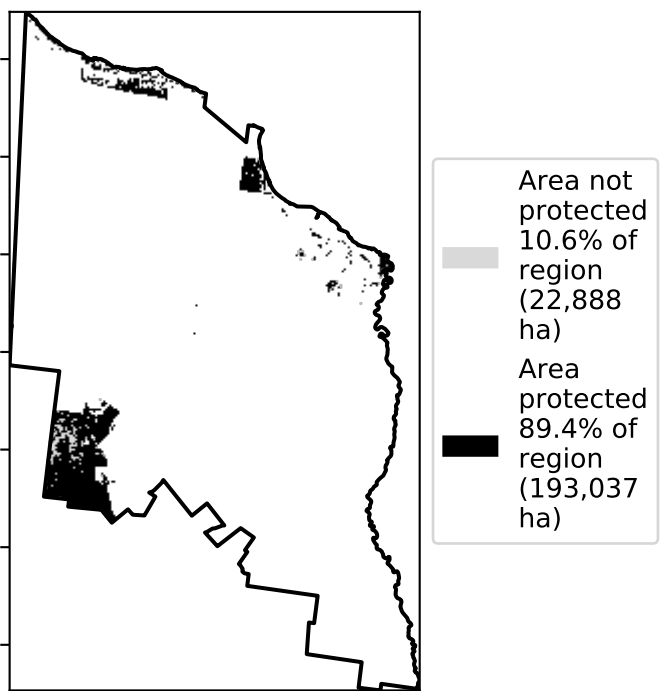 Area not
protected
10.6% of
region
(22,888
ha)
Area
protected
89.4% of
region
(193,037
ha)